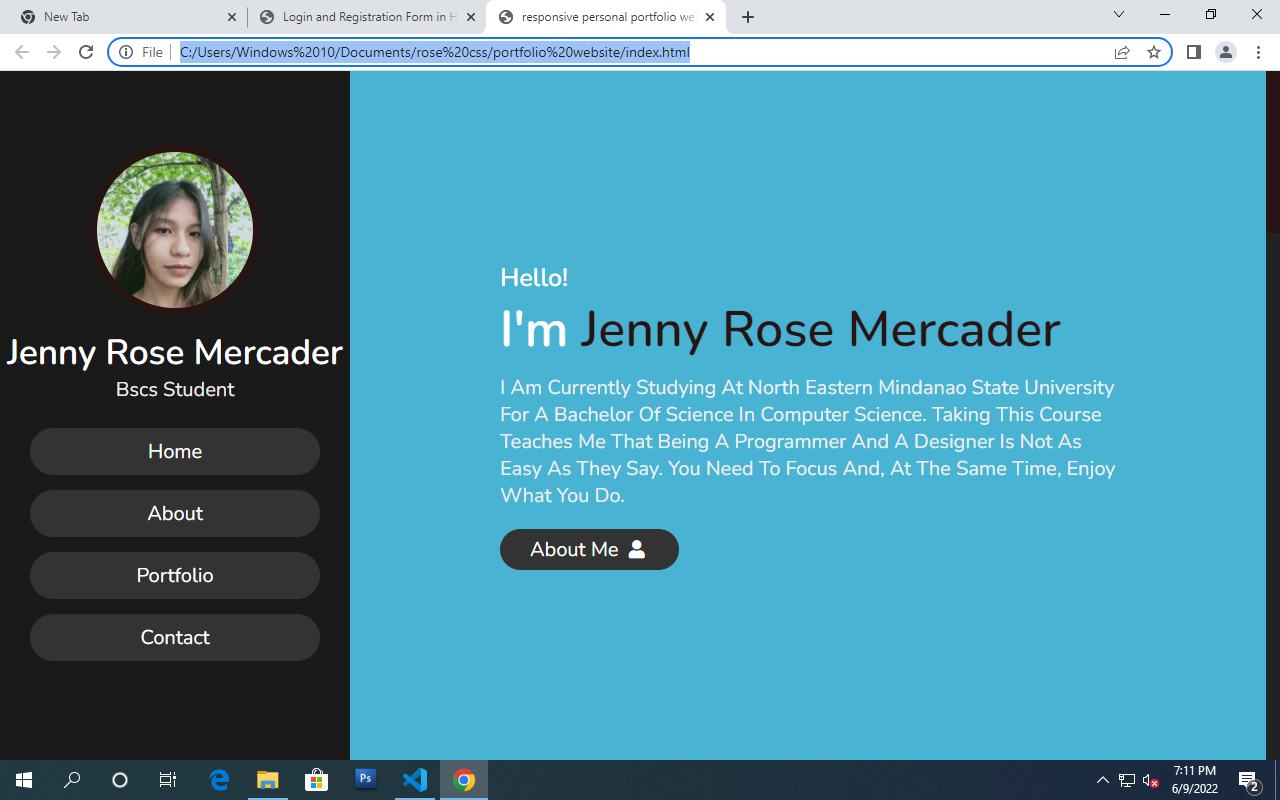 New Tab
Login and Registration Form in H
responsive personal portfolio we
File
C:/Users/Windows%2010/Documents/rose%20css/portfolio%20website/index.html
Jenny Rose Mercader
Bscs Student
Home
About
Portfolio
Contact
Hello!
I'm Jenny Rose Mercader
I Am Currently Studying At North Eastern Mindanao State University
For A Bachelor Of Science In Computer Science. Taking This Course
Teaches Me That Being A Programmer And A Designer Is Not As
Easy As They Say. You Need To Focus And, At The Same Time, Enjoy
What You Do.
About Me
Ps
7:11 PM
6/9/2022
2